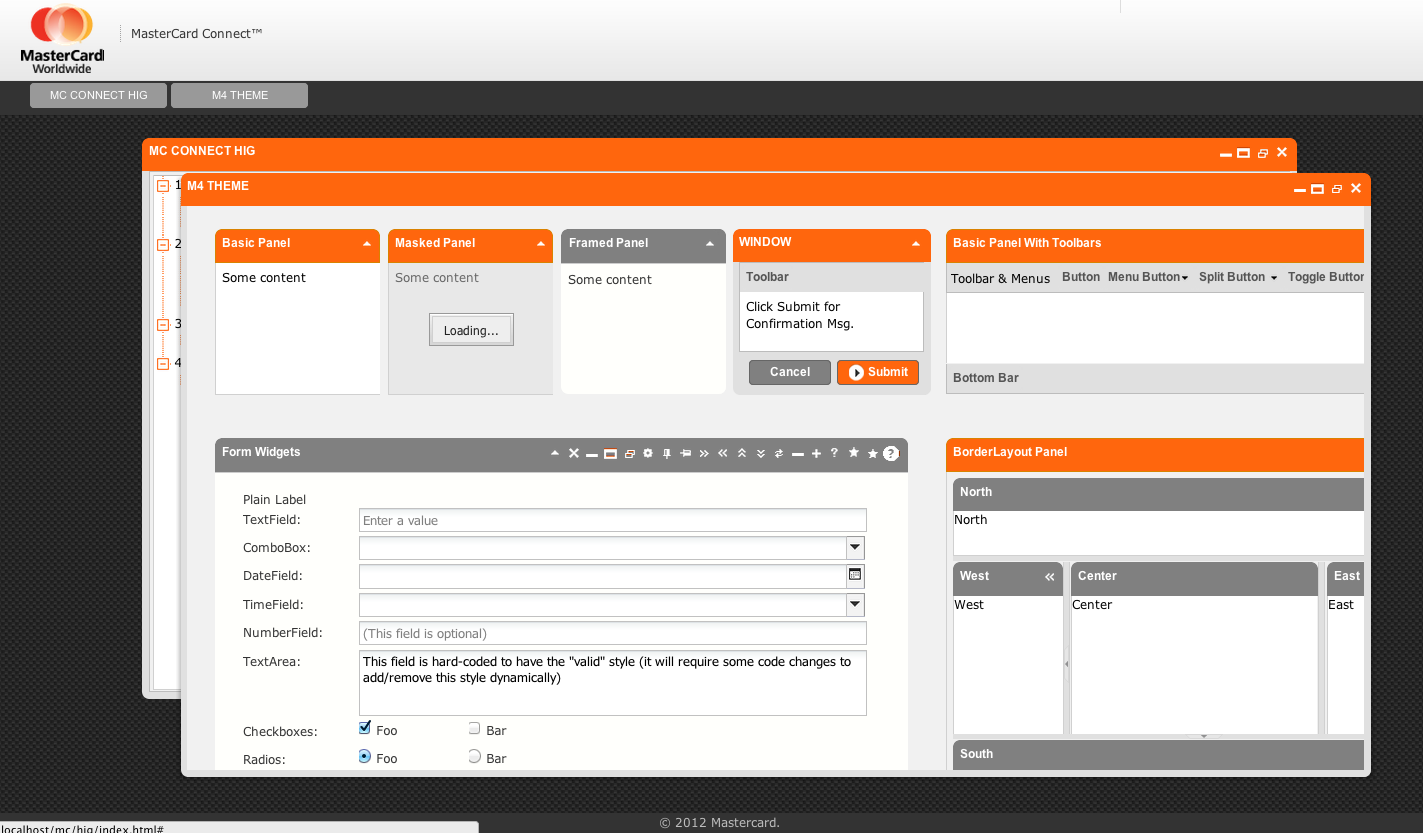 MasterCard
Worldwide
MasterCard Connect™
MC CONNECT HIG
M4 THEME
MC CONNECT HIG
1
2
3
4
M4 THEME
Basic Panel
Some content
Masked Panel
Some content
Loading...
Framed Panel
Some content
WINDOW
Toolbar
Click Submit for
Confirmation Msg.
Cancel
Submit
Basic Panel With Toolbars
Toolbar & Menus Button Menu Button Split Button Toggle Button
Bottom Bar
Form Widgets
Plain Label
TextField: Enter a value
ComboBox:
DateField:
TimeField:
NumberField: (This field is optional)
TextArea: This field is hard-coded to have the "valid" style (it will require some code changes to
add/remove this style dynamically)
Checkboxes: Foo Bar
Radios: Foo Bar
BorderLayout Panel
North
North
West
West
Center
Center
East
East
South
© 2012 Mastercard.
localhost/mc/hig/index.html#